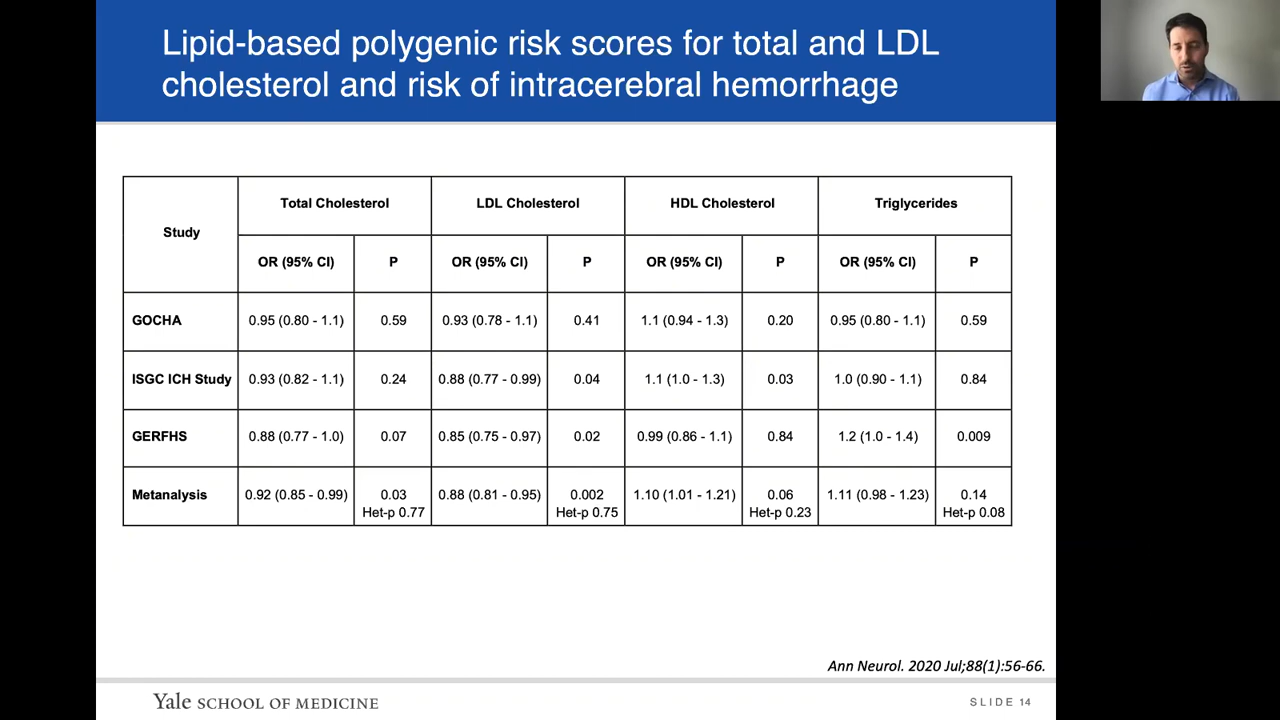 Lipid-based polygenic risk scores for total and LDL
cholesterol and risk of intracerebral hemorrhage
Study
Total Cholesterol
LDL Cholesterol
HDL Cholesterol
Triglycerides
OR (95% CI)
P
OR (95% CI)
P
OR (95% CI)
P
OR (95% CI)
P
GOCHA
0.95 (0.80 - 1.1)
0.59
0.93 (0.78 - 1.1)
0.41
1.1 (0.94 - 1.3)
0.20
0.95 (0.80 - 1.1)
0.59
ISGC ICH Study
0.93 (0.82 - 1.1)
0.24
0.88 (0.77 - 0.99)
0.04
1.1 (1.0 - 1.3)
0.03
1.0 (0.90 - 1.1)
0.84
GERFHS
0.88 (0.77 - 1.0)
0.07
0.85 (0.75 - 0.97)
0.02
0.99 (0.86 - 1.1)
0.84
1.2 (1.0 - 1.4)
0.009
Metanalysis
0.92 (0.85 - 0.99)
0.03
Het-p 0.77
0.88 (0.81 - 0.95)
0.002
Het-p 0.75
1.10 (1.01 - 1.21)
0.06
Het-p 0.23
1.11 (0.98 - 1.23)
0.14
Het-p 0.08
Ann Neurol. 2020 Jul;88(1):56-66.
Yale SCHOOL OF MEDICINE
SLIDE 14